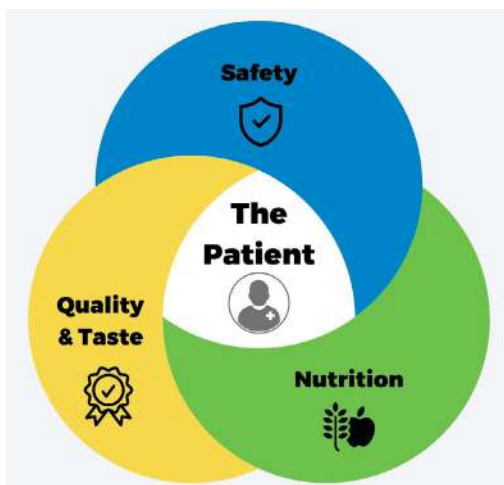 Safety
The
Patient
Quality
& Taste
Nutrition